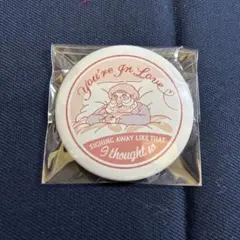 You're In Love
SIGHING AWAY LIKE THAT
I thought so